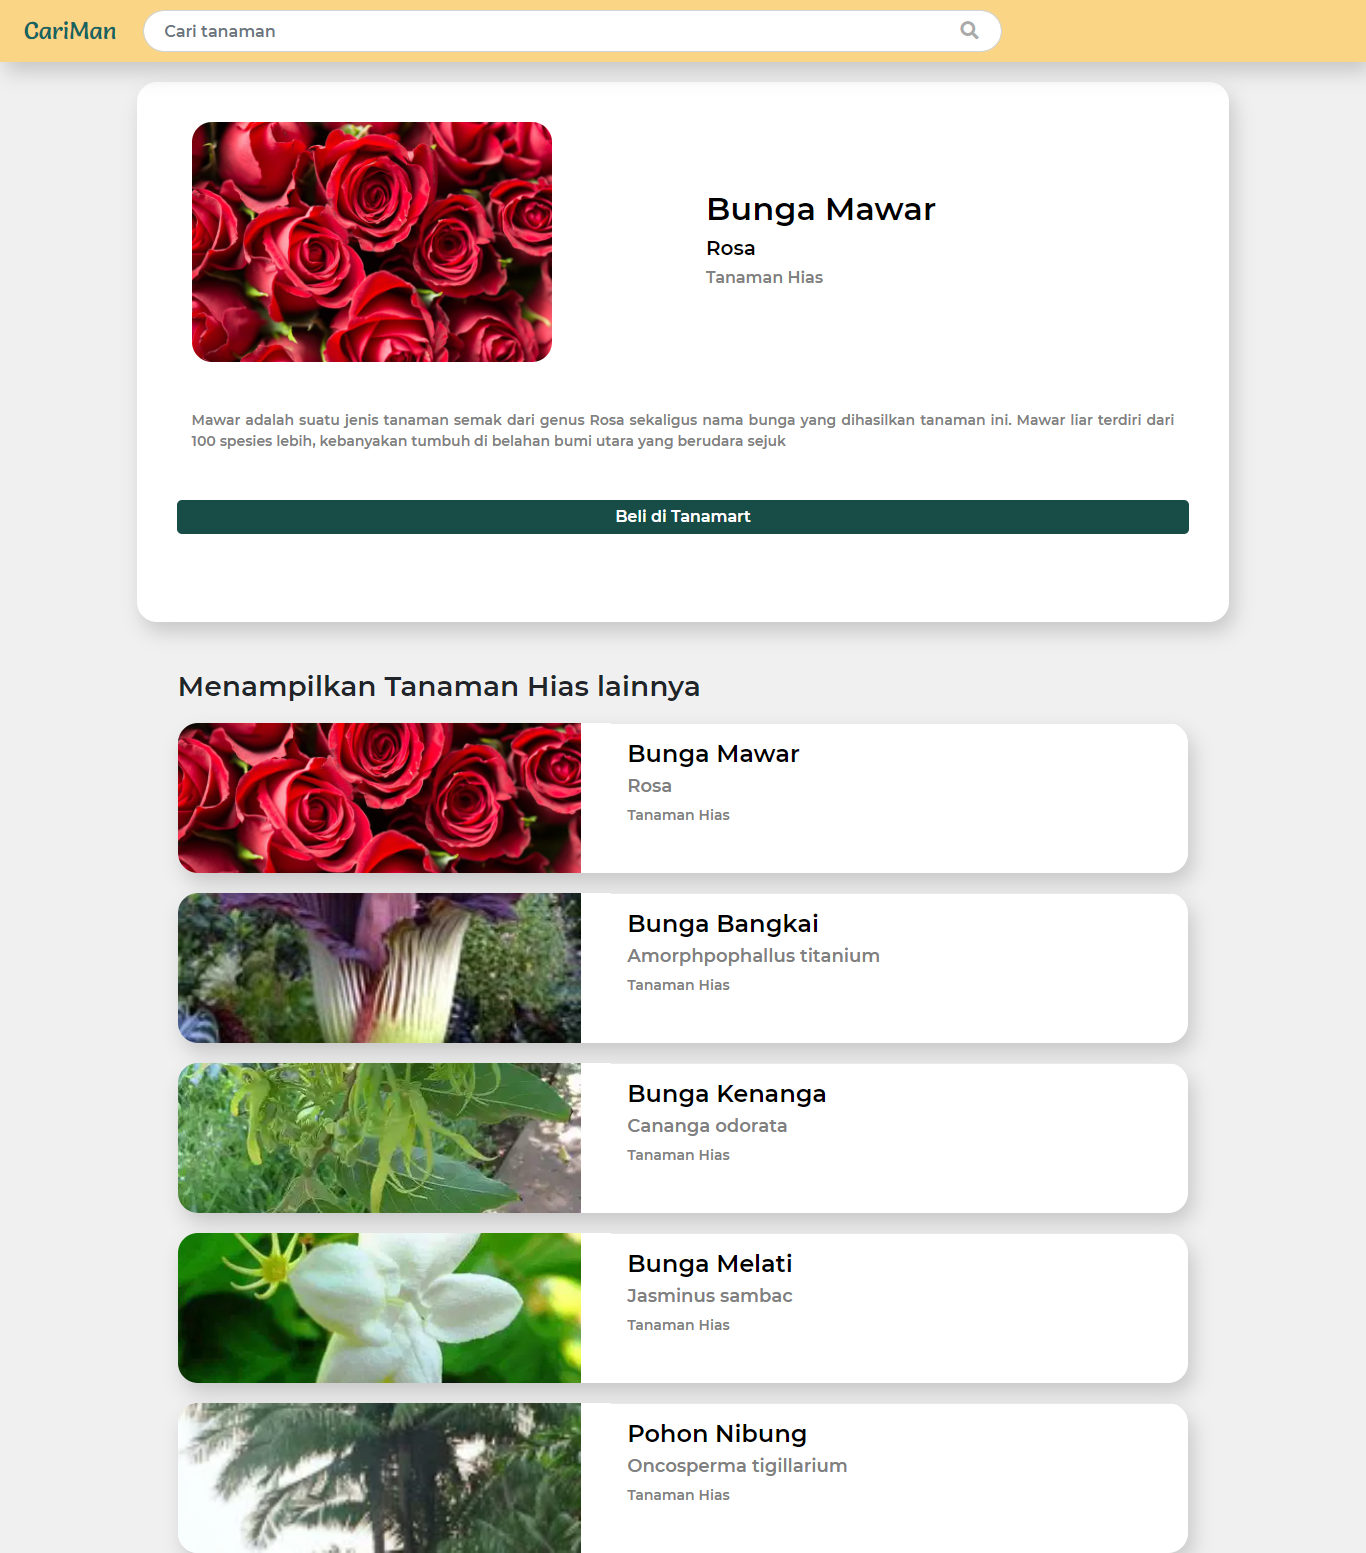 CariMan
Cari tanaman
Bunga Mawar
Rosa
Tanaman Hias
Mawar adalah suatu jenis tanaman semak dari genus Rosa sekaligus nama bunga yang dihasilkan tanaman ini. Mawar liar terdiri dari
100 spesies lebih, kebanyakan tumbuh di belahan bumi utara yang berudara sejuk
Beli di Tanamart
Menampilkan Tanaman Hias lainnya
Bunga Mawar
Rosa
Tanaman Hias
Bunga Bangkai
Amorphpophallus titanium
Tanaman Hias
Bunga Kenanga
Cananga odorata
Tanaman Hias
Bunga Melati
Jasminus sambac
Tanaman Hias
Pohon Nibung
Oncosperma tigillarium
Tanaman Hias